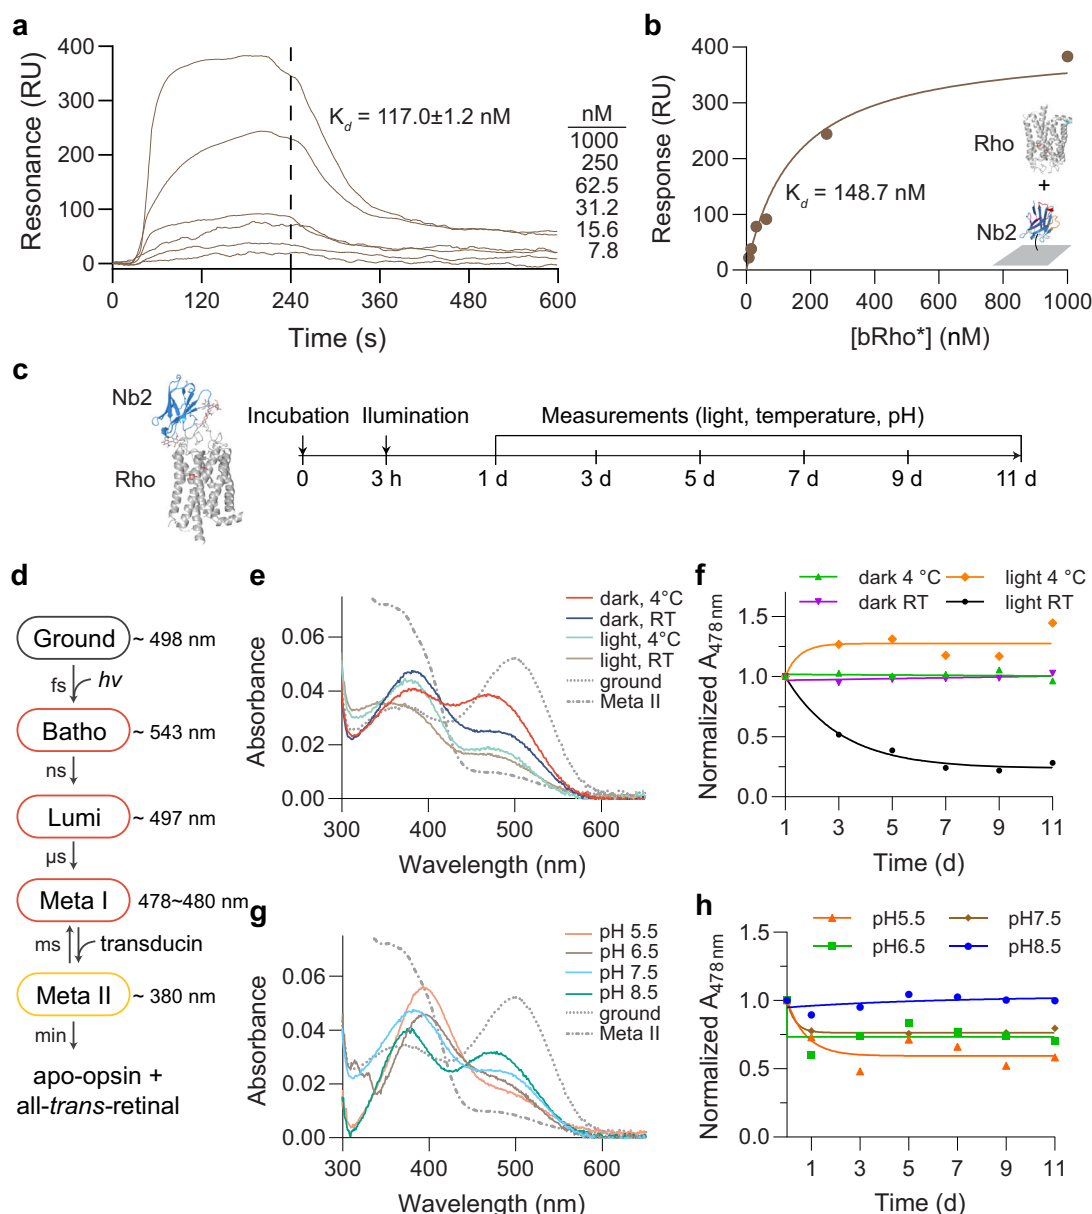 a
Resonance (RU)
400
300
200
100
0
K_d = 117.0±1.2 nM
nM
1000
250
62.5
31.2
15.6
7.8
0 120 240 360 480 600
Time (s)
b
Response (RU)
400
300
200
100
0
K_d = 148.7 nM
Rho
+
Nb2
0 200 400 600 800 1000
[bRho*] (nM)
c
Nb2
Rho
Incubation Ilumination Measurements (light, temperature, pH)
0 3 h 1 d 3 d 5 d 7 d 9 d 11 d
d
Ground ~ 498 nm
fs hv
Batho ~ 543 nm
ns
Lumi ~ 497 nm
µs
Meta I 478~480 nm
ms transducin
Meta II ~ 380 nm
min
apo-opsin +
all-trans-retinal
e
Absorbance
0.06
0.04
0.02
0.00
dark, 4°C
dark, RT
light, 4°C
light, RT
ground
Meta II
300 400 500 600
Wavelength (nm)
f
dark 4 °C light 4 °C
dark RT light RT
Normalized A478 nm
1.5
1.0
0.5
0.0
1 3 5 7 9 11
Time (d)
g
Absorbance
0.06
0.04
0.02
0.00
pH 5.5
pH 6.5
pH 7.5
pH 8.5
ground
Meta II
300 400 500 600
Wavelength (nm)
h
pH5.5 pH7.5
pH6.5 pH8.5
Normalized A478 nm
1.5
1.0
0.5
0.0
1 3 5 7 9 11
Time (d)